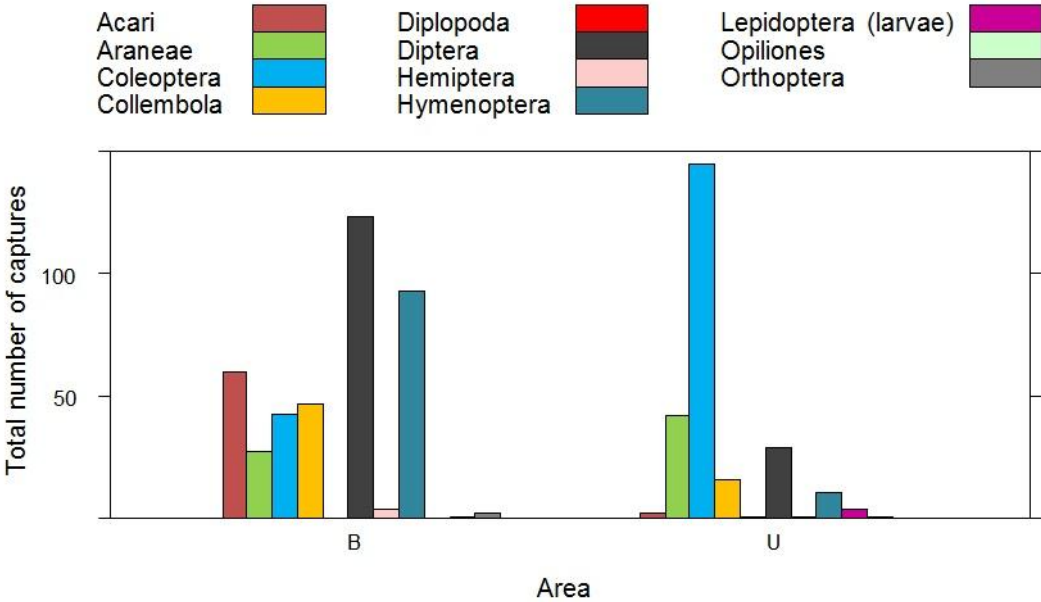 Acari
Araneae
Coleoptera
Collembola
Diplopoda
Diptera
Hemiptera
Hymenoptera
Lepidoptera (larvae)
Opiliones
Orthoptera
Total number of captures
100
50
B
U
Area